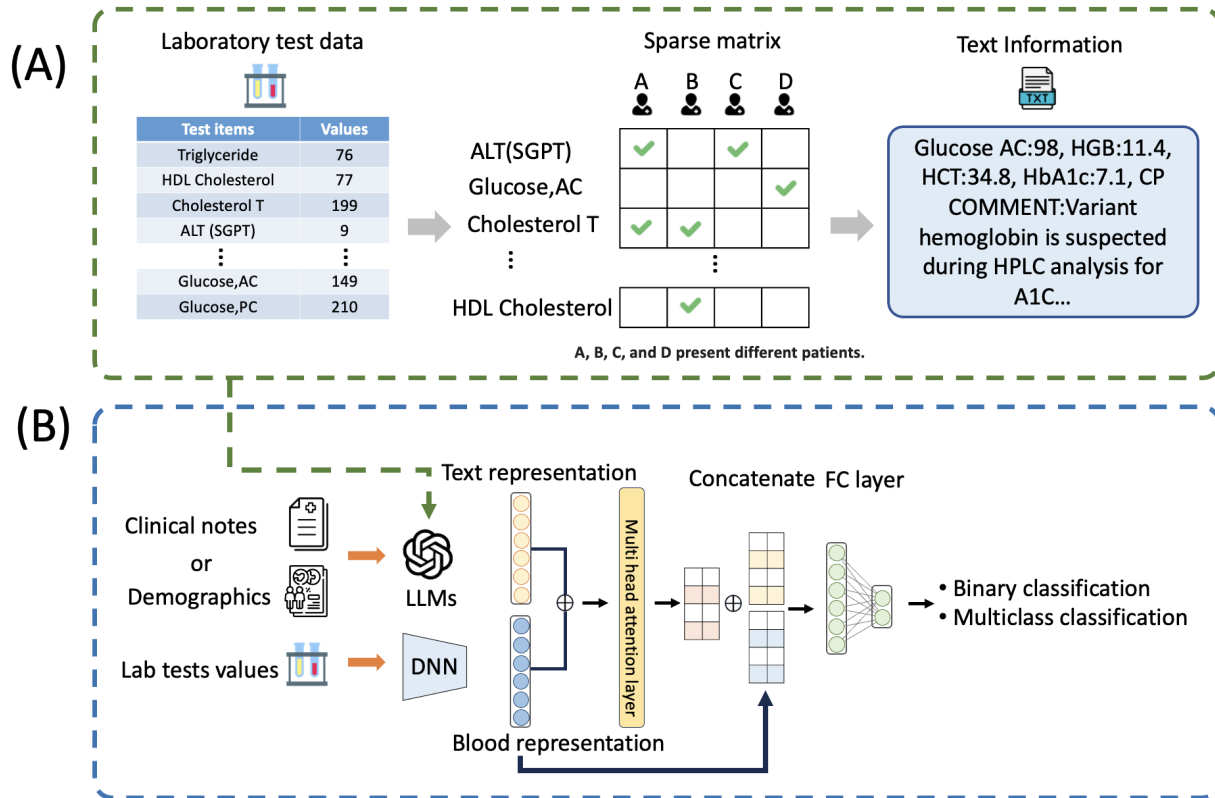 (A)
Laboratory test data
Test items Values
Triglyceride 76
HDL Cholesterol 77
Cholesterol T 199
ALT (SGPT) 9
Glucose,AC 149
Glucose,PC 210
Sparse matrix
A B C D
ALT(SGPT)
Glucose,AC
Cholesterol T
HDL Cholesterol
A, B, C, and D present different patients.
Text Information
TXT
Glucose AC:98, HGB:11.4,
HCT:34.8, HbA1c:7.1, CP
COMMENT:Variant
hemoglobin is suspected
during HPLC analysis for
A1C...
(B)
Clinical notes
or
Demographics
Lab tests values
LLMs
DNN
Text representation
Blood representation
Multi head attention layer
Concatenate
FC layer
• Binary classification
• Multiclass classification